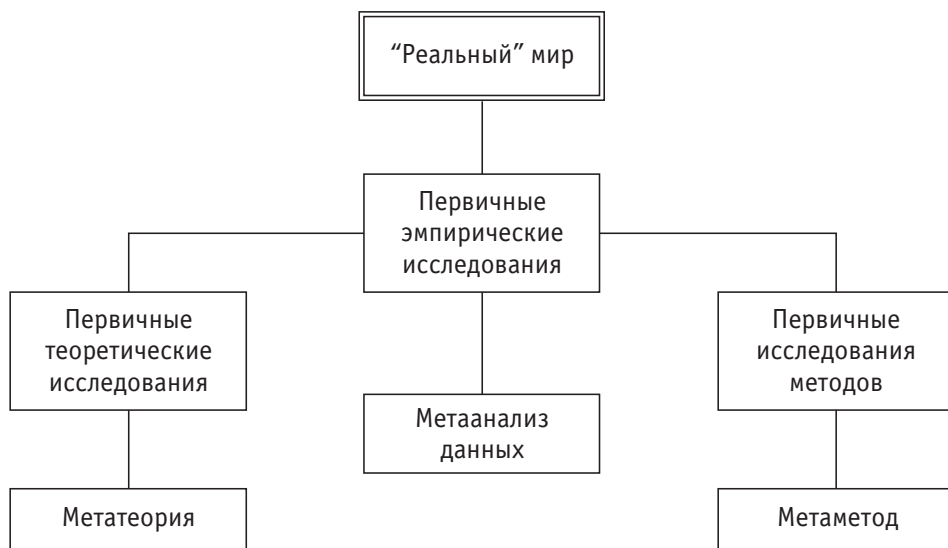 “Реальный” мир
Первичные
эмпирические
исследования
Первичные
теоретические
исследования
Первичные
исследования
методов
Метаанализ
данных
Метатеория
Метаметод